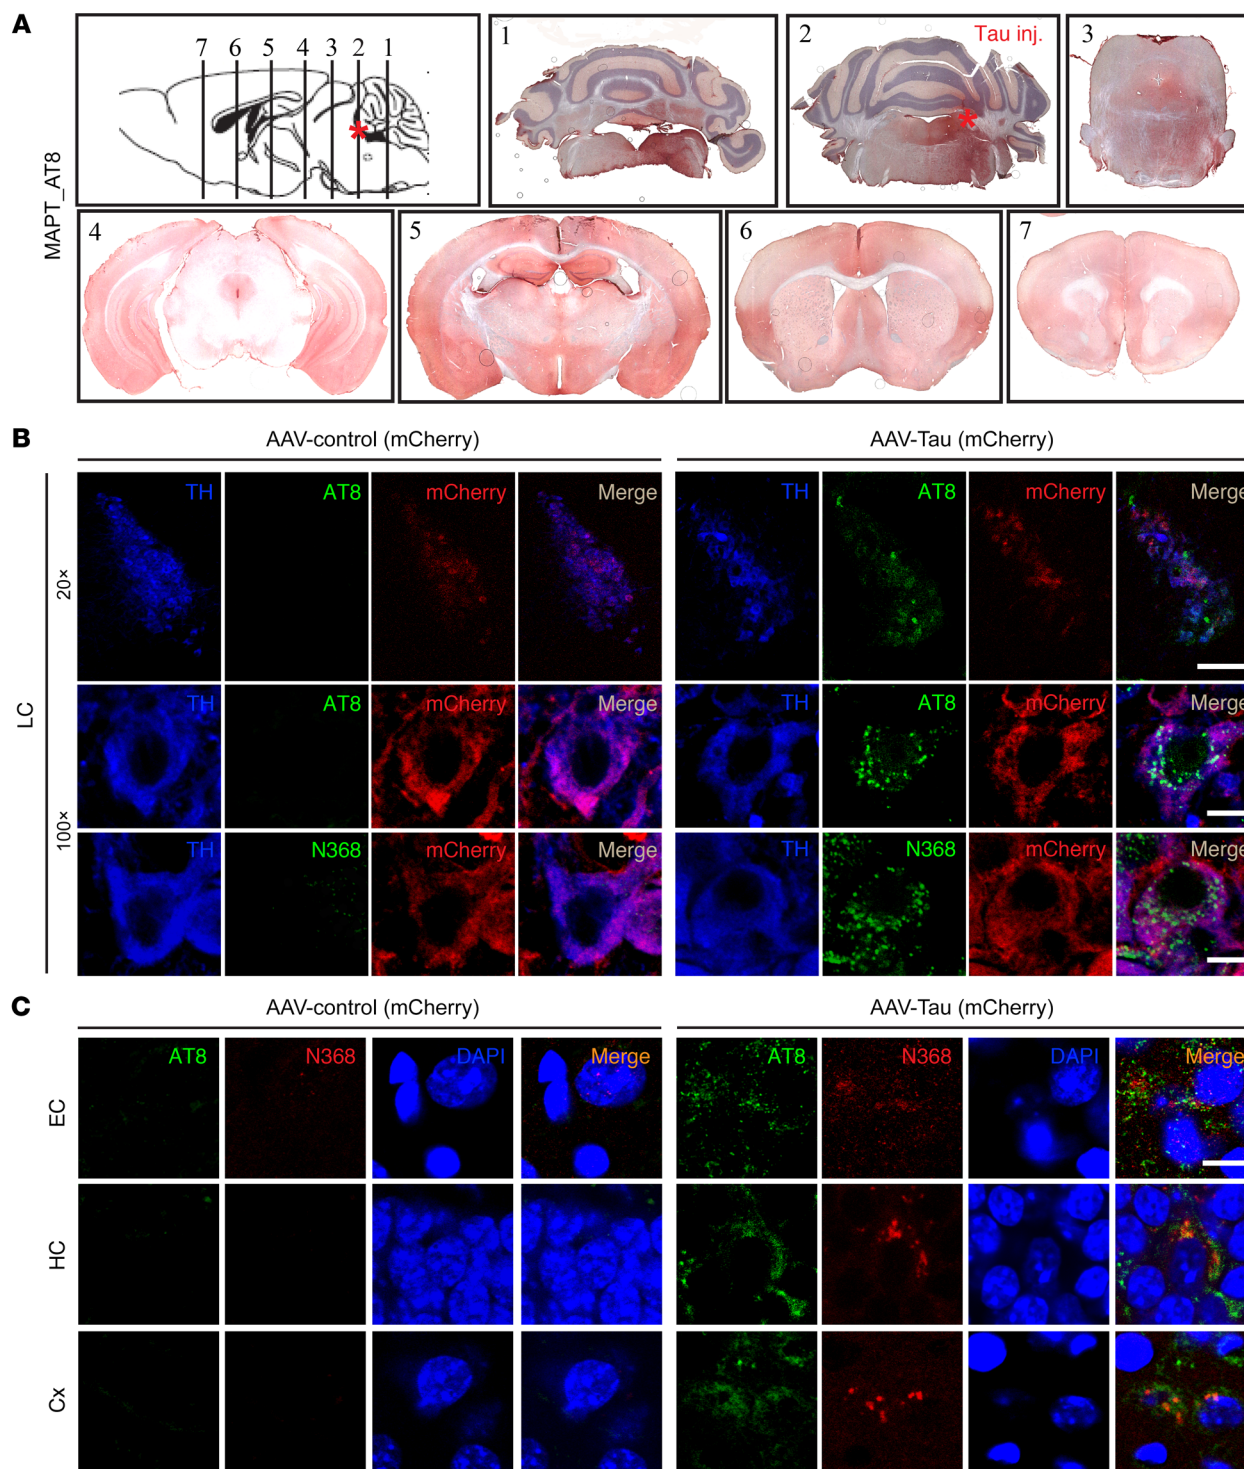 A
MAPT_AT8
7 6 5 4 3 2 1
1
2
Tau inj.
3
4
5
6
7
B
AAV-control (mCherry)
AAV-Tau (mCherry)
LC
20×
TH
AT8
mCherry
Merge
TH
AT8
mCherry
Merge
100×
TH
AT8
mCherry
Merge
TH
AT8
mCherry
Merge
TH
N368
mCherry
Merge
TH
N368
mCherry
Merge
C
AAV-control (mCherry)
AAV-Tau (mCherry)
EC
AT8
N368
DAPI
Merge
AT8
N368
DAPI
Merge
HC
Cx